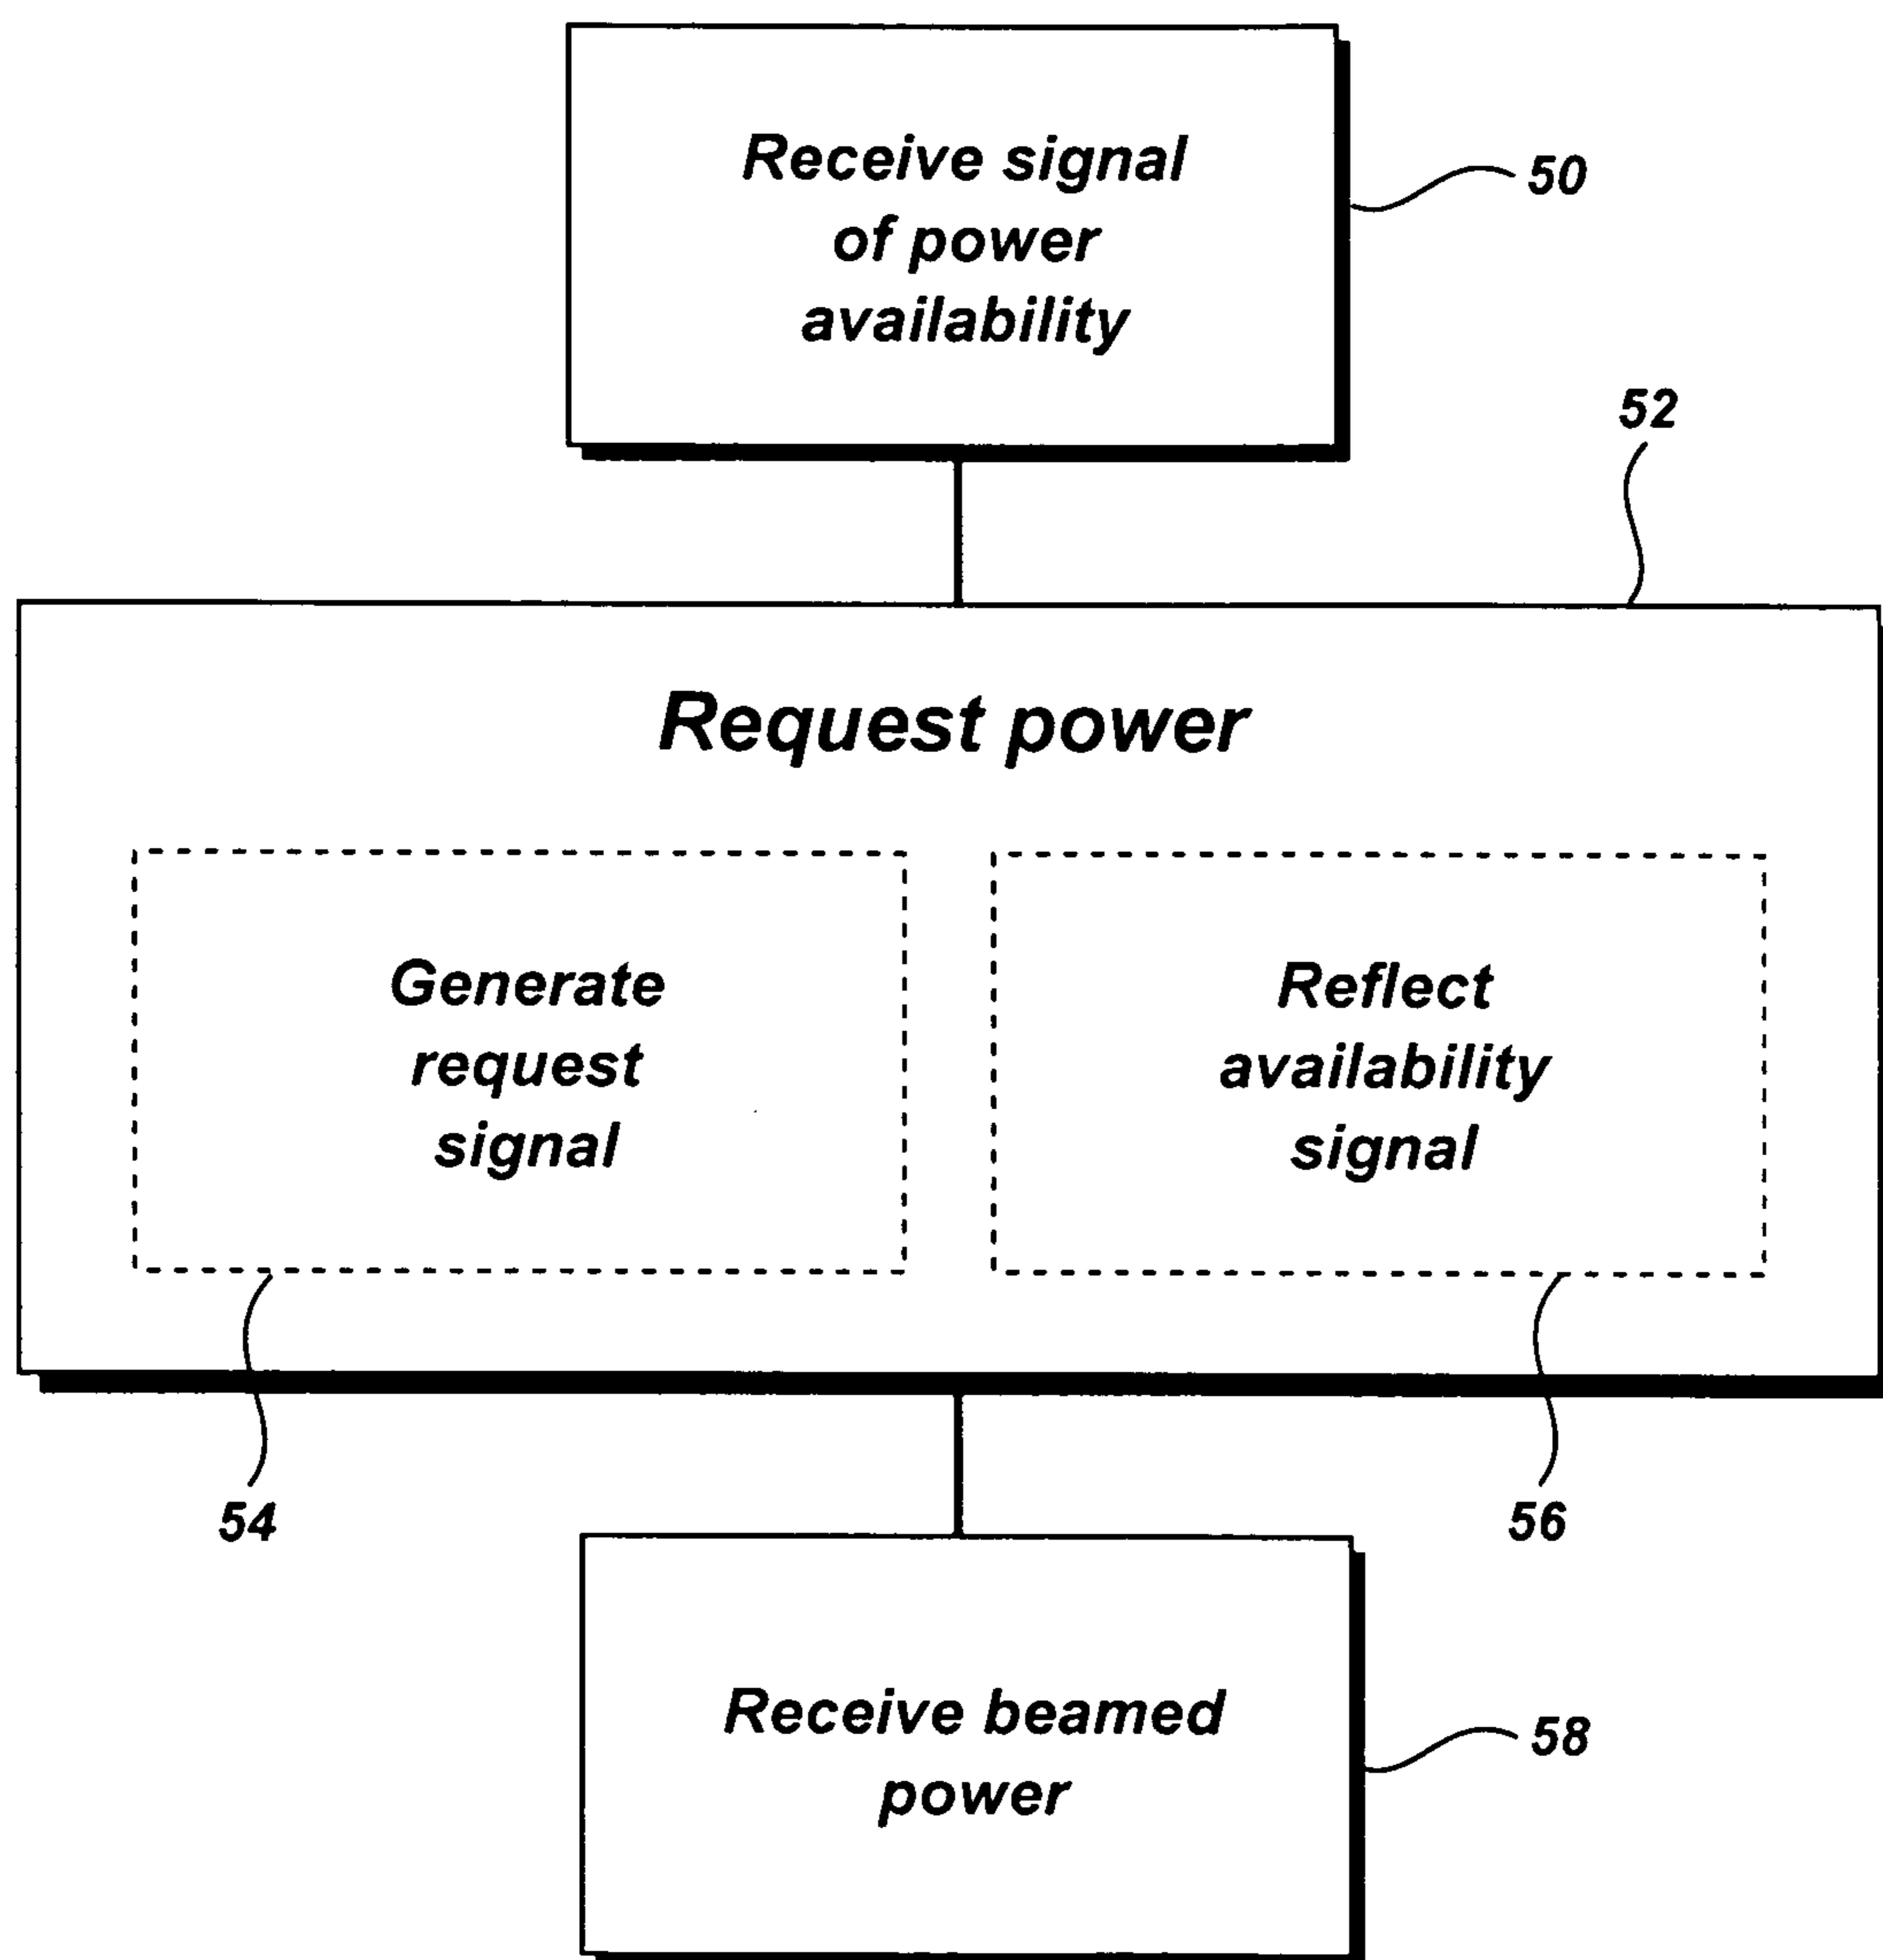 Receive signal
of power
availability
50
52
Request power
Generate
request
signal
Reflect
availability
signal
54
56
Receive beamed
power
58